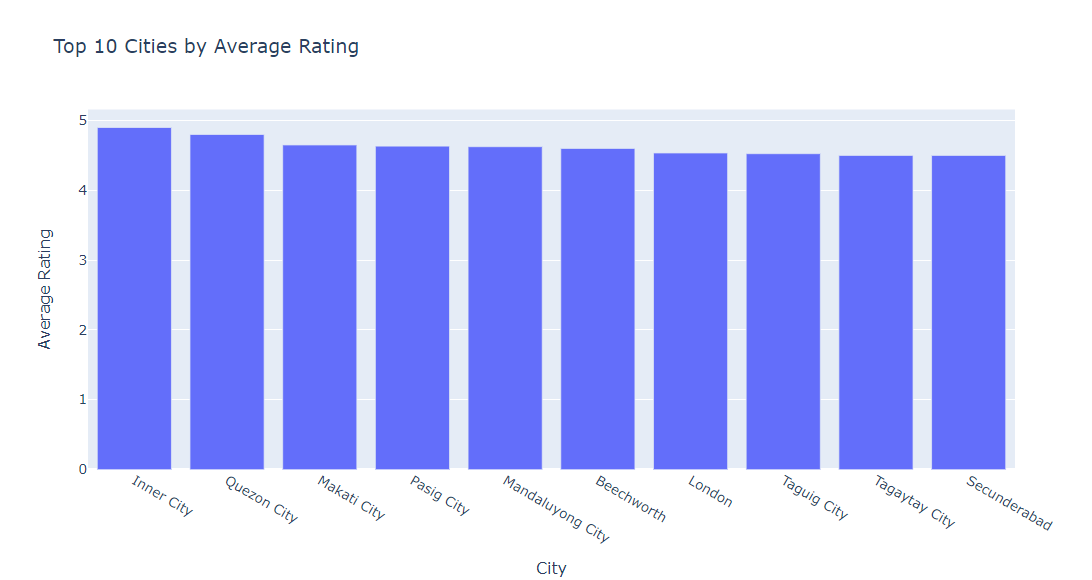 Top 10 Cities by Average Rating
Average Rating
5
4
3
2
1
0
Inner City
Quezon City
Makati City
Pasig City
Mandaluyong City
Beechworth
London
Taguig City
Tagaytay City
Secunderabad
City